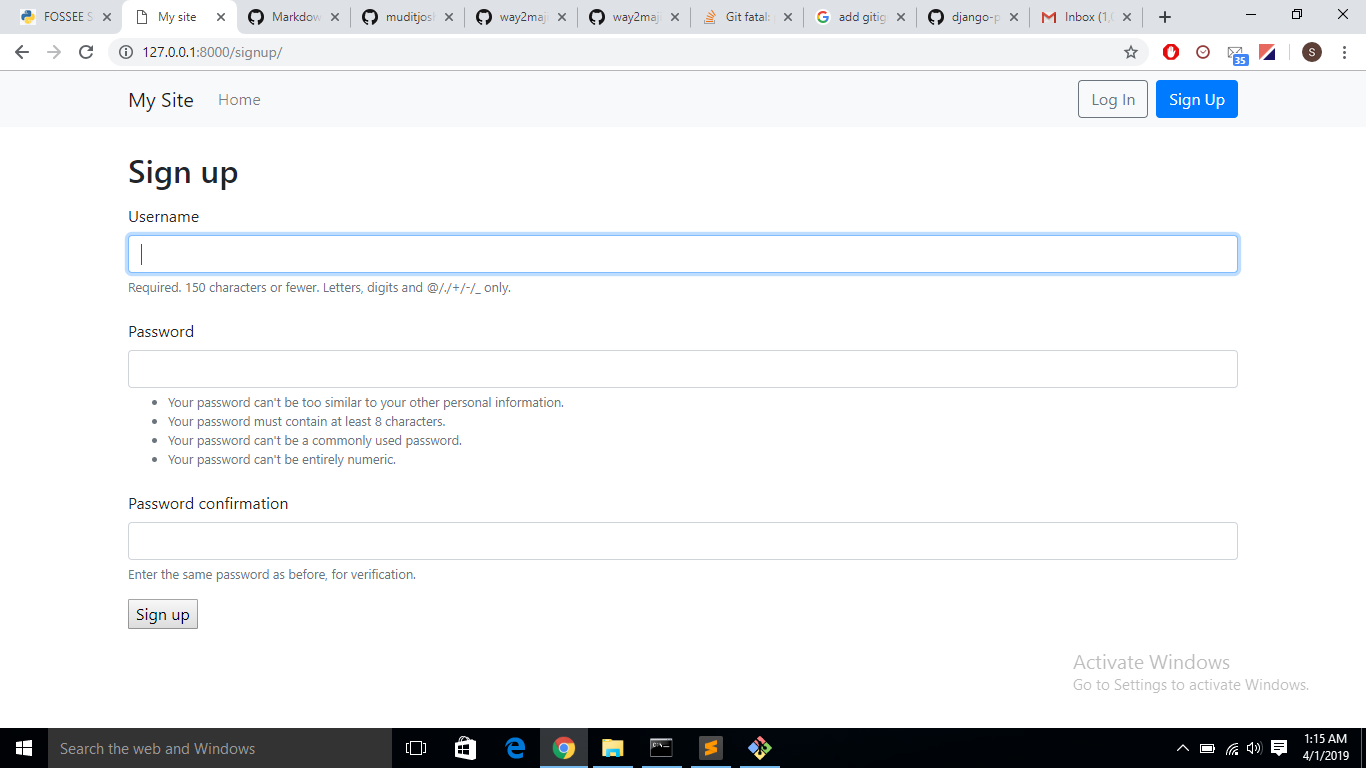 FOSSEE S
My site
Markdow
muditjos
way2ma
way2maj
Git fatal:
add gitig
django-p
Inbox (1,
127.0.0.1:8000/signup/
35
S
My Site
Home
Log In
Sign Up
Sign up
Username
Required. 150 characters or fewer. Letters, digits and @/./+/-/_ only.
Password
Your password can't be too similar to your other personal information.
Your password must contain at least 8 characters.
Your password can't be a commonly used password.
Your password can't be entirely numeric.
Password confirmation
Enter the same password as before, for verification.
Sign up
Activate Windows
Go to Settings to activate Windows.
Search the web and Windows
1:15 AM
4/1/2019